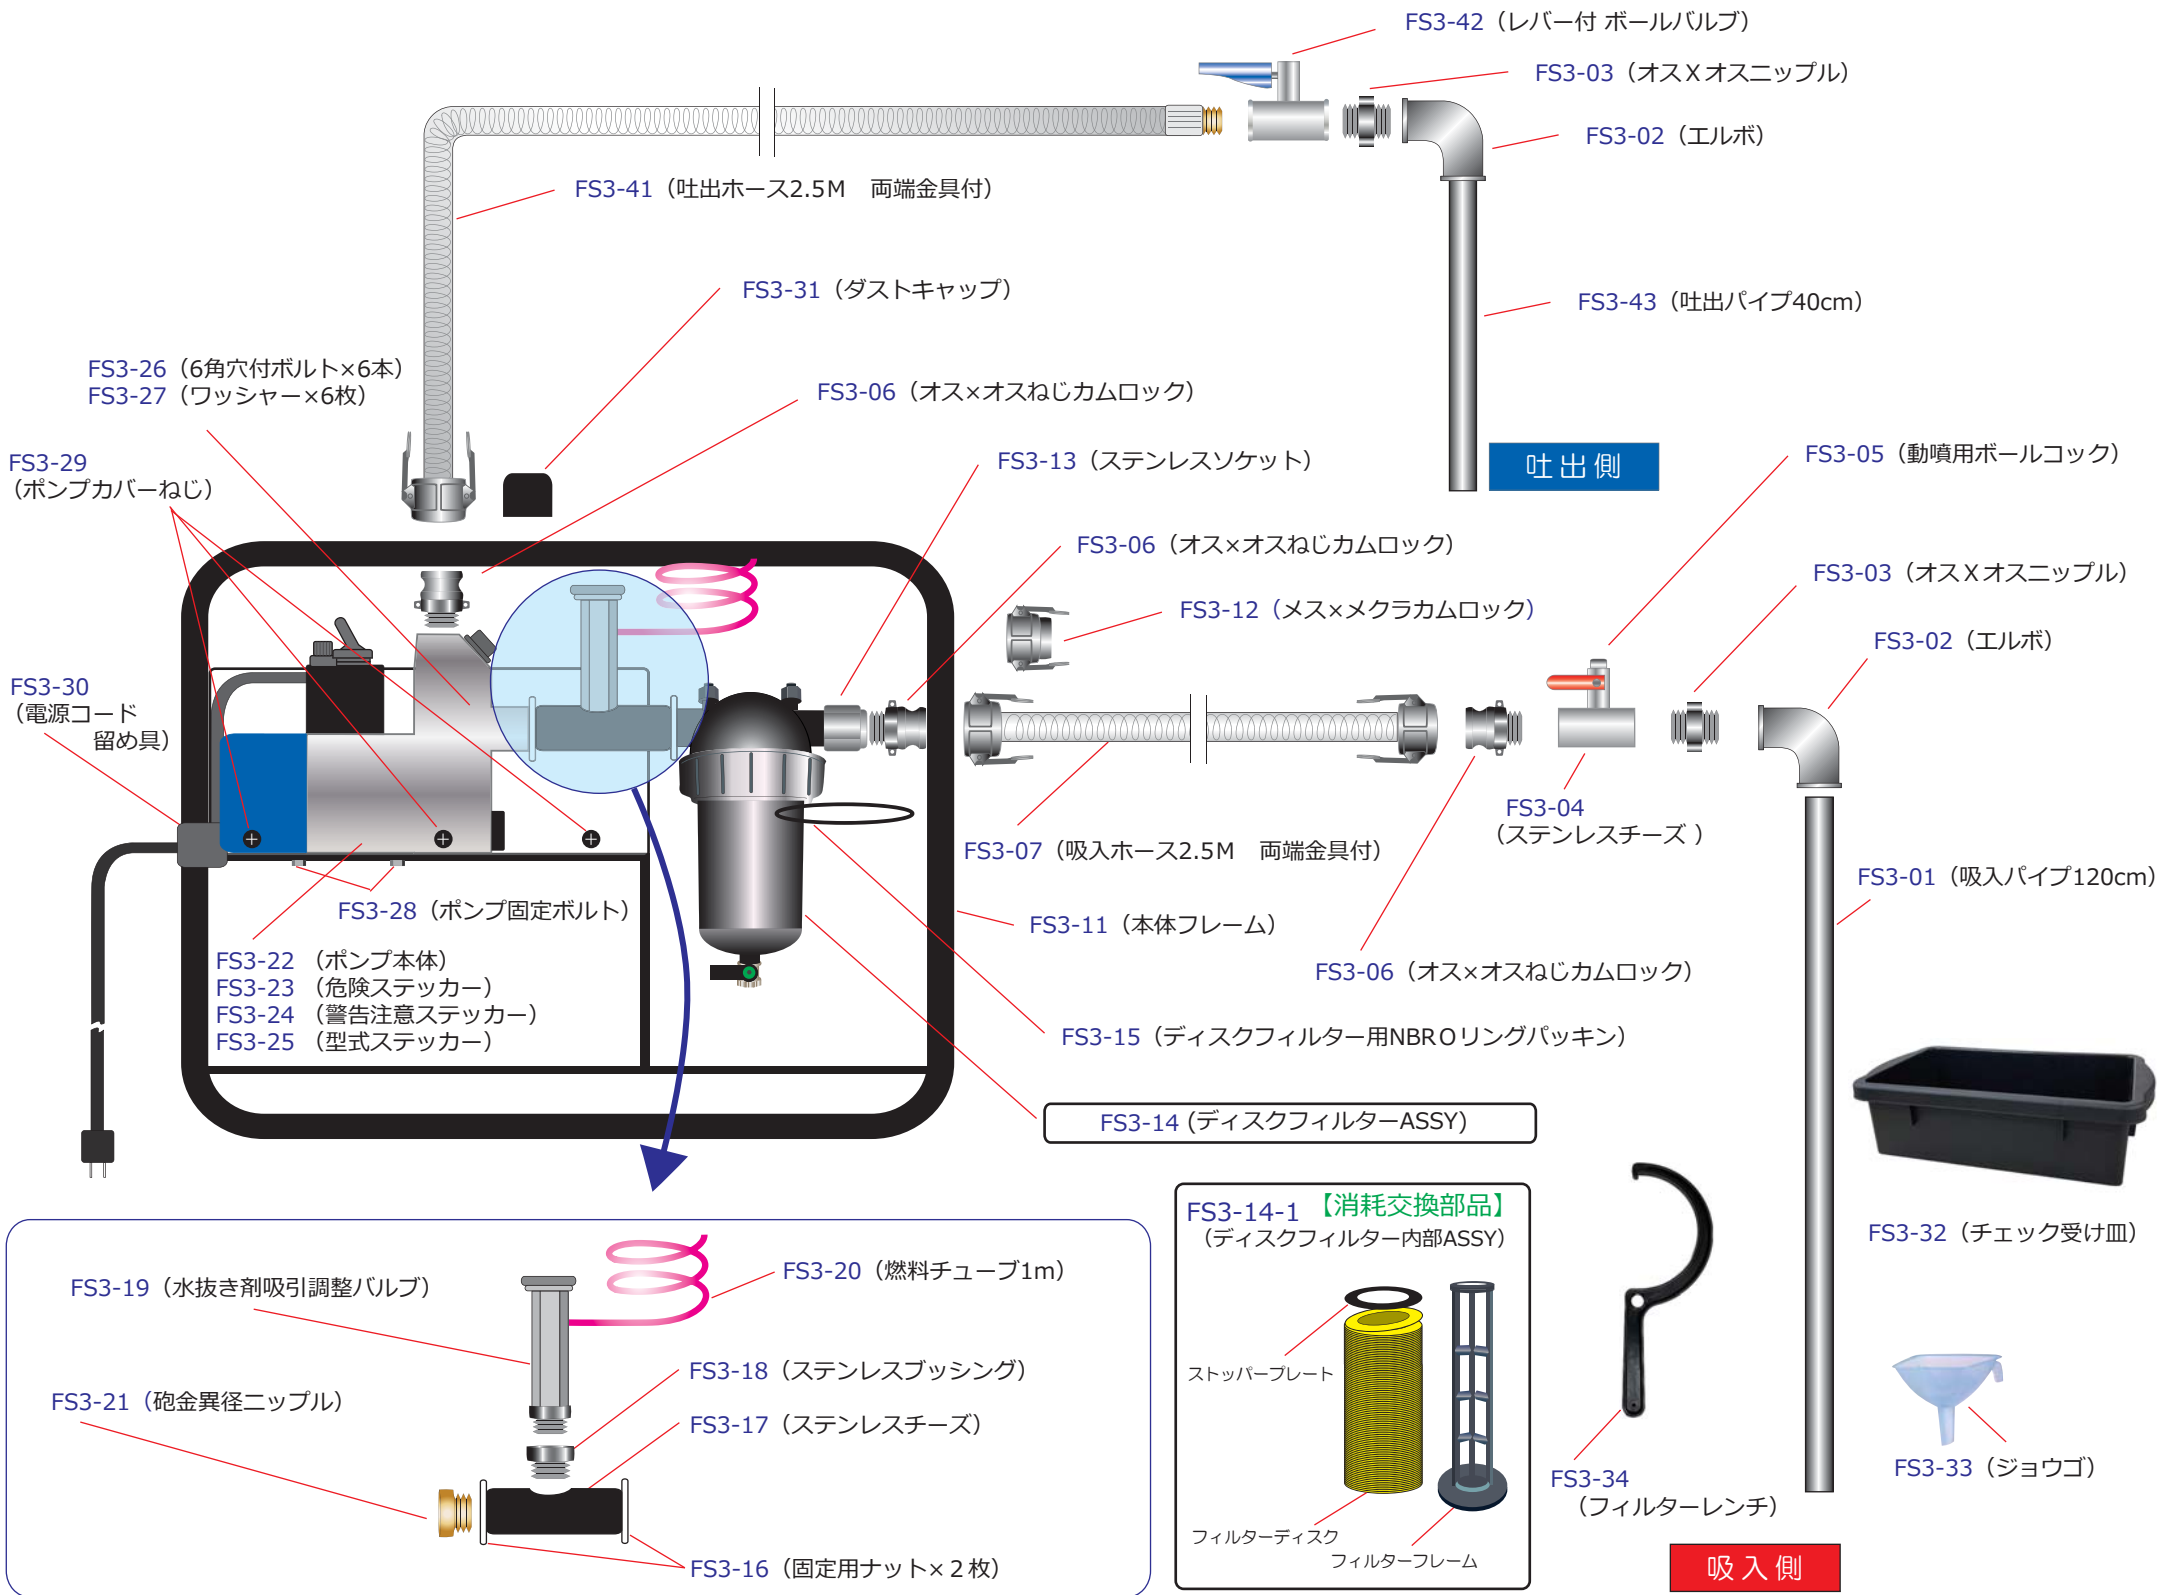 FS3-42（レバー付 ボールバルブ）
FS3-03（オスＸオスニップル）
FS3-02（エルボ）
FS3-41（吐出ホース2.5M　両端金具付）
FS3-31（ダストキャップ）
FS3-43（吐出パイプ40cm）
FS3-26（6角穴付ボルト×6本）
FS3-27（ワッシャー×6枚）
FS3-06（オス×オスねじカムロック）
FS3-29
（ポンプカバーねじ）
FS3-13（ステンレスソケット）
吐出側
FS3-05（動噴用ボールコック）
FS3-06（オス×オスねじカムロック）
FS3-03（オスＸオスニップル）
FS3-12（メス×メクラカムロック）
FS3-02（エルボ）
FS3-30
（電源コード
留め具）
FS3-04
（ステンレスチーズ ）
FS3-07（吸入ホース2.5M　両端金具付）
FS3-01（吸入パイプ120cm）
FS3-28（ポンプ固定ボルト）
FS3-11（本体フレーム）
FS3-22 （ポンプ本体）
FS3-23 （危険ステッカー）
FS3-24 （警告注意ステッカー）
FS3-25 （型式ステッカー）
FS3-06（オス×オスねじカムロック）
FS3-15（ディスクフィルター用NBRＯリングパッキン）
FS3-14 (ディスクフィルターASSY)
FS3-14-1 【消耗交換部品】
（ディスクフィルター内部ASSY）
ストッパープレート
フィルターディスク
フィルターフレーム
FS3-32（チェック受け皿）
FS3-20（燃料チューブ1m）
FS3-19（水抜き剤吸引調整バルブ）
FS3-18（ステンレスブッシング）
FS3-21（砲金異径ニップル）
FS3-17（ステンレスチーズ）
FS3-16（固定用ナット×２枚）
FS3-34
（フィルターレンチ）
FS3-33（ジョウゴ）
吸入側